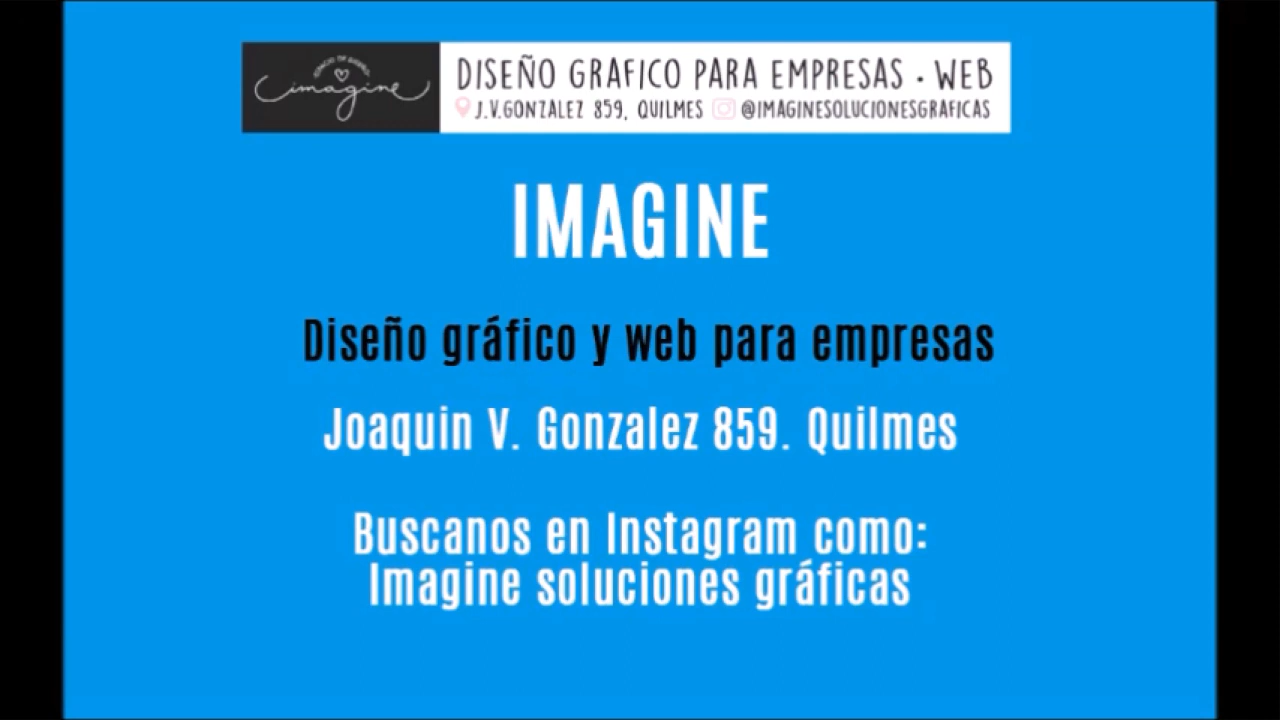 imagine
DISEÑO GRAFICO PARA EMPRESAS • WEB
J.V.GONZALEZ 859, QUILMES @IMAGINESOLUCIONESGRAFICAS
IMAGINE
Diseño gráfico y web para empresas
Joaquin V. Gonzalez 859. Quilmes
Buscanos en Instagram como:
Imagine soluciones gráficas